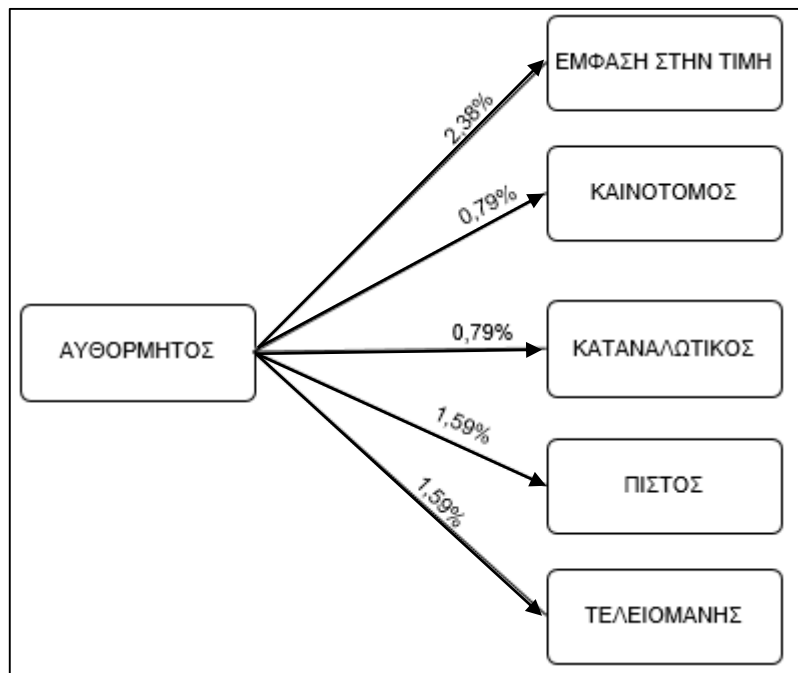 ΕΜΦΑΣΗ ΣΤΗΝ ΤΙΜΗ
2,38%
ΚΑΙΝΟΤΟΜΟΣ
0,79%
ΑΥΘΟΡΜΗΤΟΣ
0,79%
ΚΑΤΑΝΑΛΩΤΙΚΟΣ
1,59%
ΠΙΣΤΟΣ
1,59%
ΤΕΛΕΙΟΜΑΝΗΣ